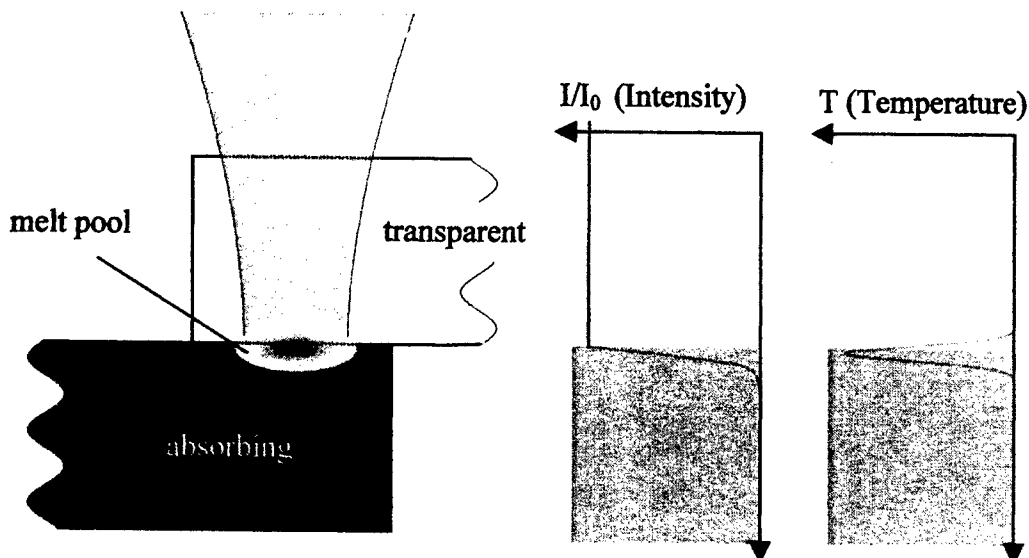 I/I₀ (Intensity)
T (Temperature)
melt pool
transparent
absorbing